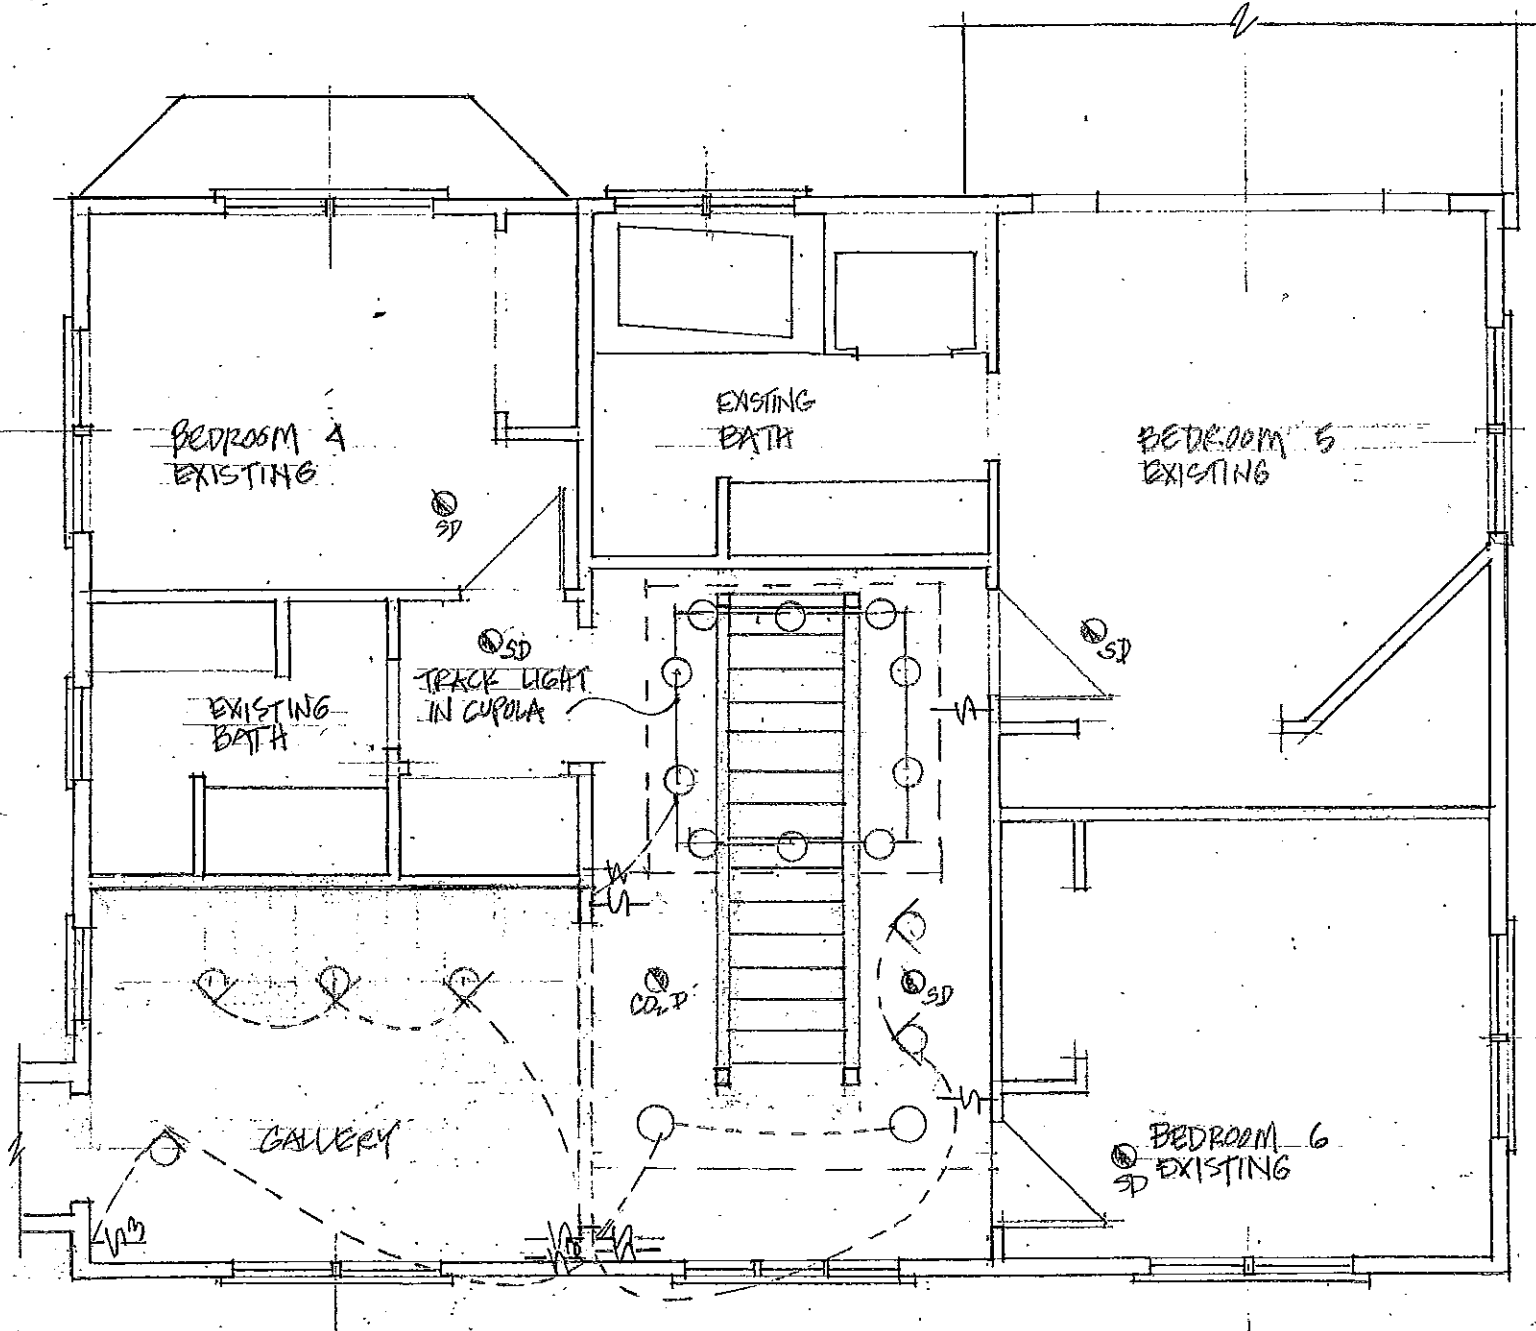 EXISTING
BATH
BEDROOM 4
EXISTING
BEDROOM 5
EXISTING
SD
SD
SD
TRACK LIGHT
IN CUPOLA
EXISTING
BATH
CO2 D
SD
GALLERY
BEDROOM 6
EXISTING
SD
3
D